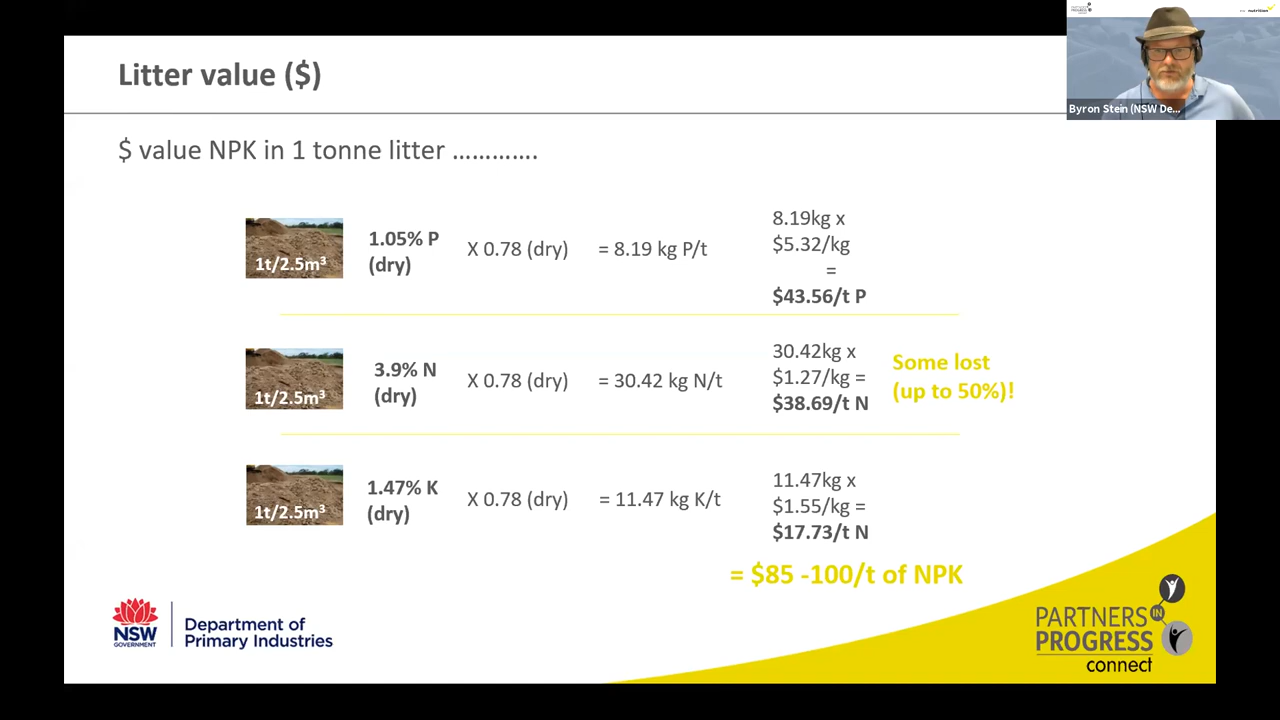 Litter value ($)
$ value NPK in 1 tonne litter ………….
1t/2.5m³
1.05% P
(dry)
X 0.78 (dry)
= 8.19 kg P/t
8.19kg x
$5.32/kg
=
$43.56/t P
1t/2.5m³
3.9% N
(dry)
X 0.78 (dry)
= 30.42 kg N/t
30.42kg x
$1.27/kg =
$38.69/t N
Some lost
(up to 50%)!
1t/2.5m³
1.47% K
(dry)
X 0.78 (dry)
= 11.47 kg K/t
11.47kg x
$1.55/kg =
$17.73/t N
= $85 -100/t of NPK
NSW
GOVERNMENT
Department of
Primary Industries
PARTNERS
IN
PROGRESS
connect
nutrition
Byron Stein (NSW De...